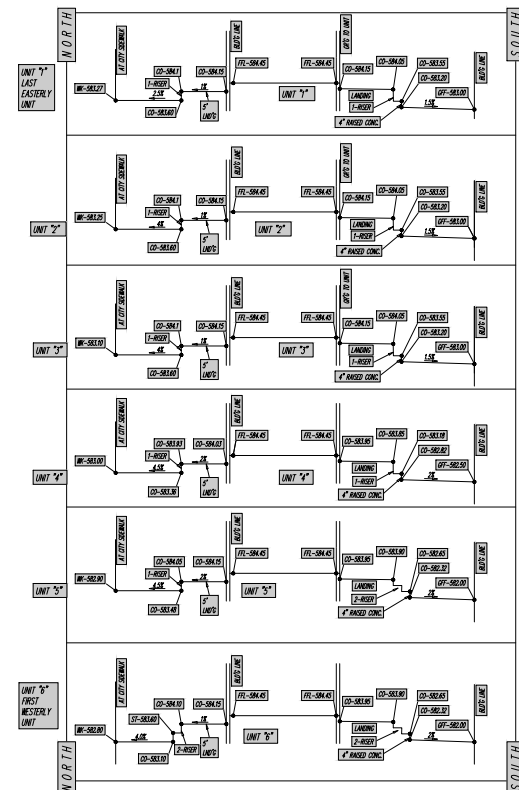 NORTH
SOUTH
UNIT "1"
LAST
EASTERLY
UNIT
WK-583.27
AT CITY SIDEWALK
CO-584.1
1-RISER
2.5%
CO-583.60
CO-584.15
1%
5'
LND'G
BLD'G LINE
FFL-584.45
UNIT "1"
FFL-584.45
CO-584.15
CO-584.05
LANDING
1-RISER
4" RAISED CONC.
CO-583.55
CO-583.20
1.5%
GFF-583.00
BLD'G LINE
UNIT "2"
WK-583.25
AT CITY SIDEWALK
CO-584.1
1-RISER
4%
CO-583.60
CO-584.15
1%
5'
LND'G
BLD'G LINE
FFL-584.45
UNIT "2"
FFL-584.45
CO-584.15
CO-584.05
LANDING
1-RISER
4" RAISED CONC.
CO-583.55
CO-583.20
1.5%
GFF-583.00
BLD'G LINE
UNIT "3"
WK-583.10
AT CITY SIDEWALK
CO-584.1
1-RISER
4%
CO-583.60
CO-584.15
1%
5'
LND'G
BLD'G LINE
FFL-584.45
UNIT "3"
FFL-584.45
CO-584.15
CO-584.05
LANDING
1-RISER
4" RAISED CONC.
CO-583.55
CO-583.20
1.5%
GFF-583.00
BLD'G LINE
UNIT "4"
WK-583.00
AT CITY SIDEWALK
CO-583.93
1-RISER
4.5%
CO-583.36
CO-584.03
2%
5'
LND'G
BLD'G LINE
FFL-584.45
UNIT "4"
FFL-584.45
CO-583.95
CO-583.85
LANDING
1-RISER
4" RAISED CONC.
CO-583.18
CO-582.82
2%
GFF-582.50
BLD'G LINE
UNIT "5"
WK-582.90
AT CITY SIDEWALK
CO-584.05
1-RISER
4.5%
CO-583.48
CO-584.15
2%
5'
LND'G
BLD'G LINE
FFL-584.45
UNIT "5"
FFL-584.45
CO-583.95
CO-583.90
LANDING
2-RISER
4" RAISED CONC.
CO-582.65
CO-582.32
2%
GFF-582.00
BLD'G LINE
UNIT "6"
FIRST
WESTERLY
UNIT
WK-582.80
AT CITY SIDEWALK
ST-583.60
CO-584.10
4.0%
CO-583.10
2-RISER
CO-584.15
1%
5'
LND'G
BLD'G LINE
FFL-584.45
UNIT "6"
FFL-584.45
CO-583.95
CO-583.90
LANDING
2-RISER
4" RAISED CONC.
CO-582.65
CO-582.32
2%
GFF-582.00
BLD'G LINE
NORTH
SOUTH